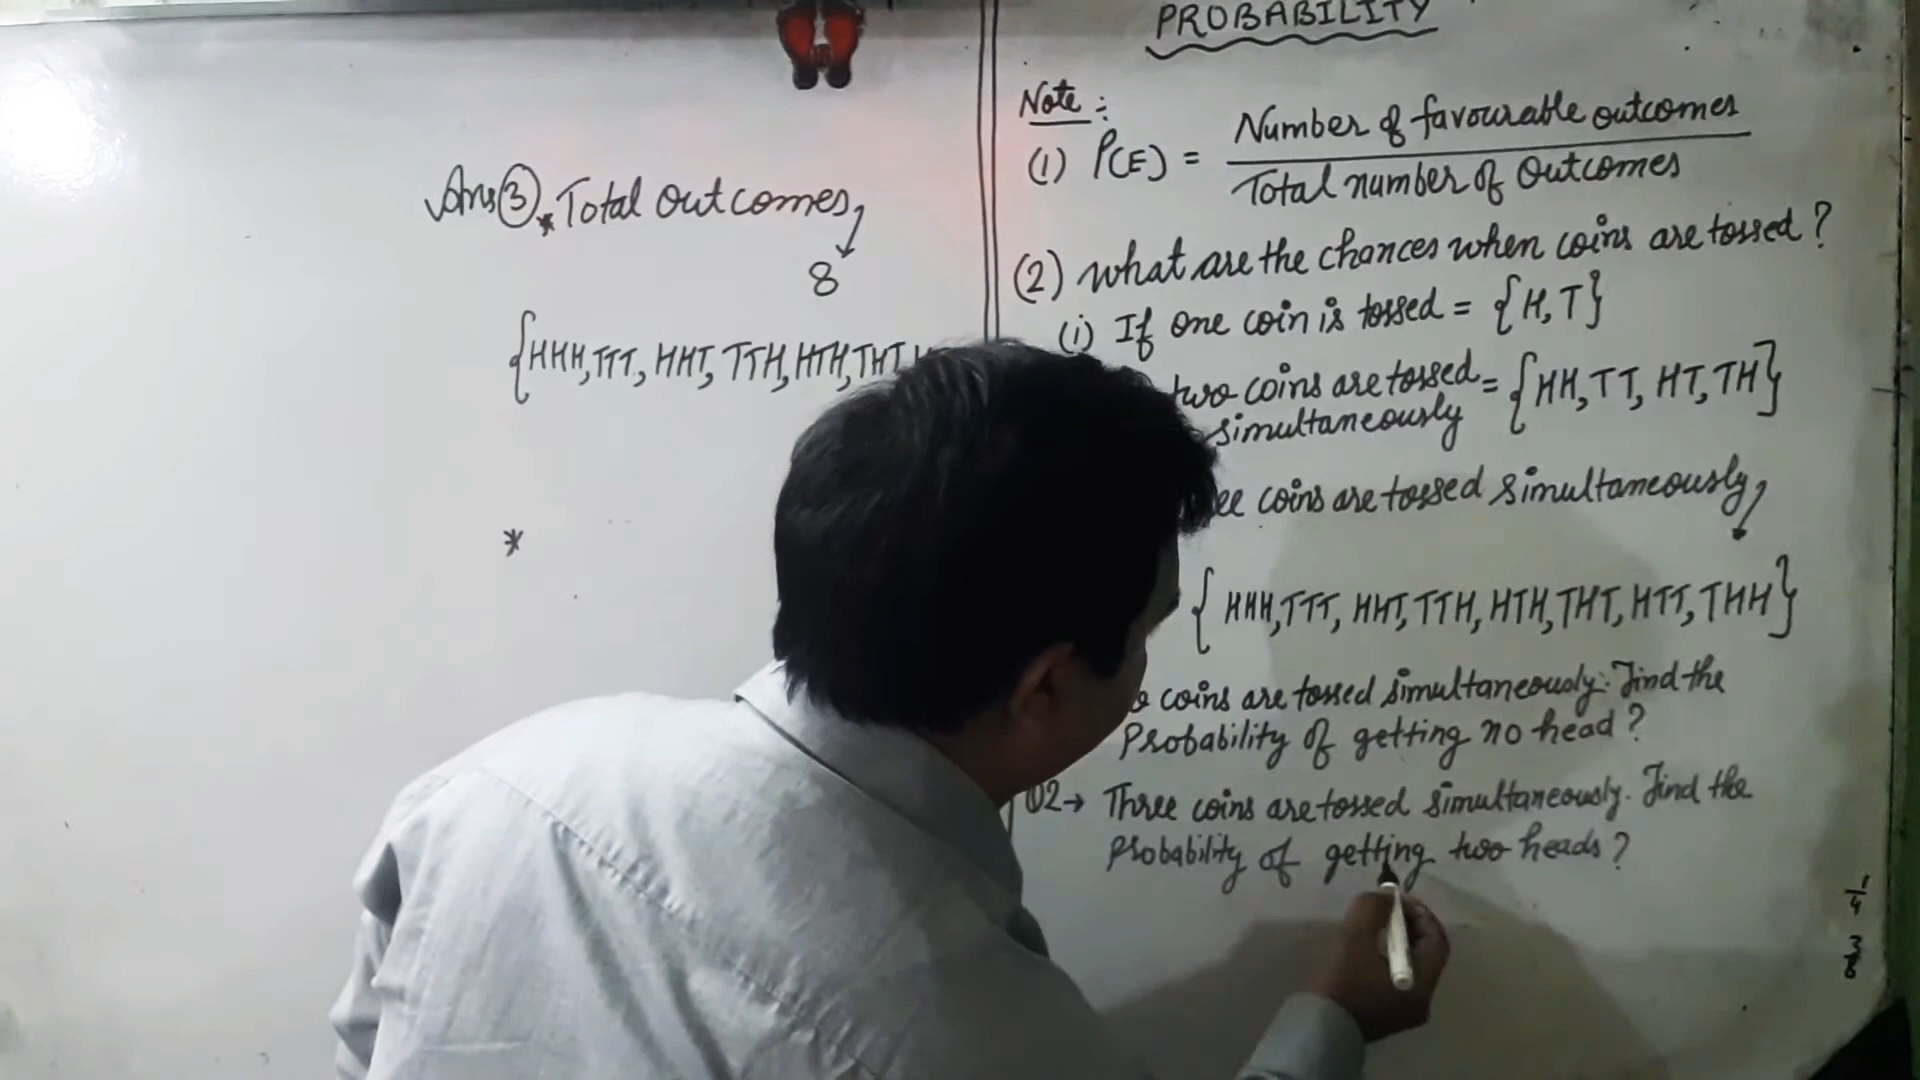 Ans ③ * Total outcomes,
8
{HHH, TTT, HHT, TTH, HTH, THT,
*
PROBABILITY
Note :
(1) P(E) = Number of favourable outcomes
Total number of outcomes
(2) What are the chances when coins are tossed ?
(i) If one coin is tossed = {H, T}
two coins are tossed = {HH, TT, HT, TH}
simultaneously
coins are tossed simultaneously,
{HHH, TTT, HHT, TTH, HTH, THT, HTT, THH}
coins are tossed simultaneously. Find the
Probability of getting no head ?
Q2→ Three coins are tossed simultaneously. Find the
Probability of getting two heads ?
1/4
3/8